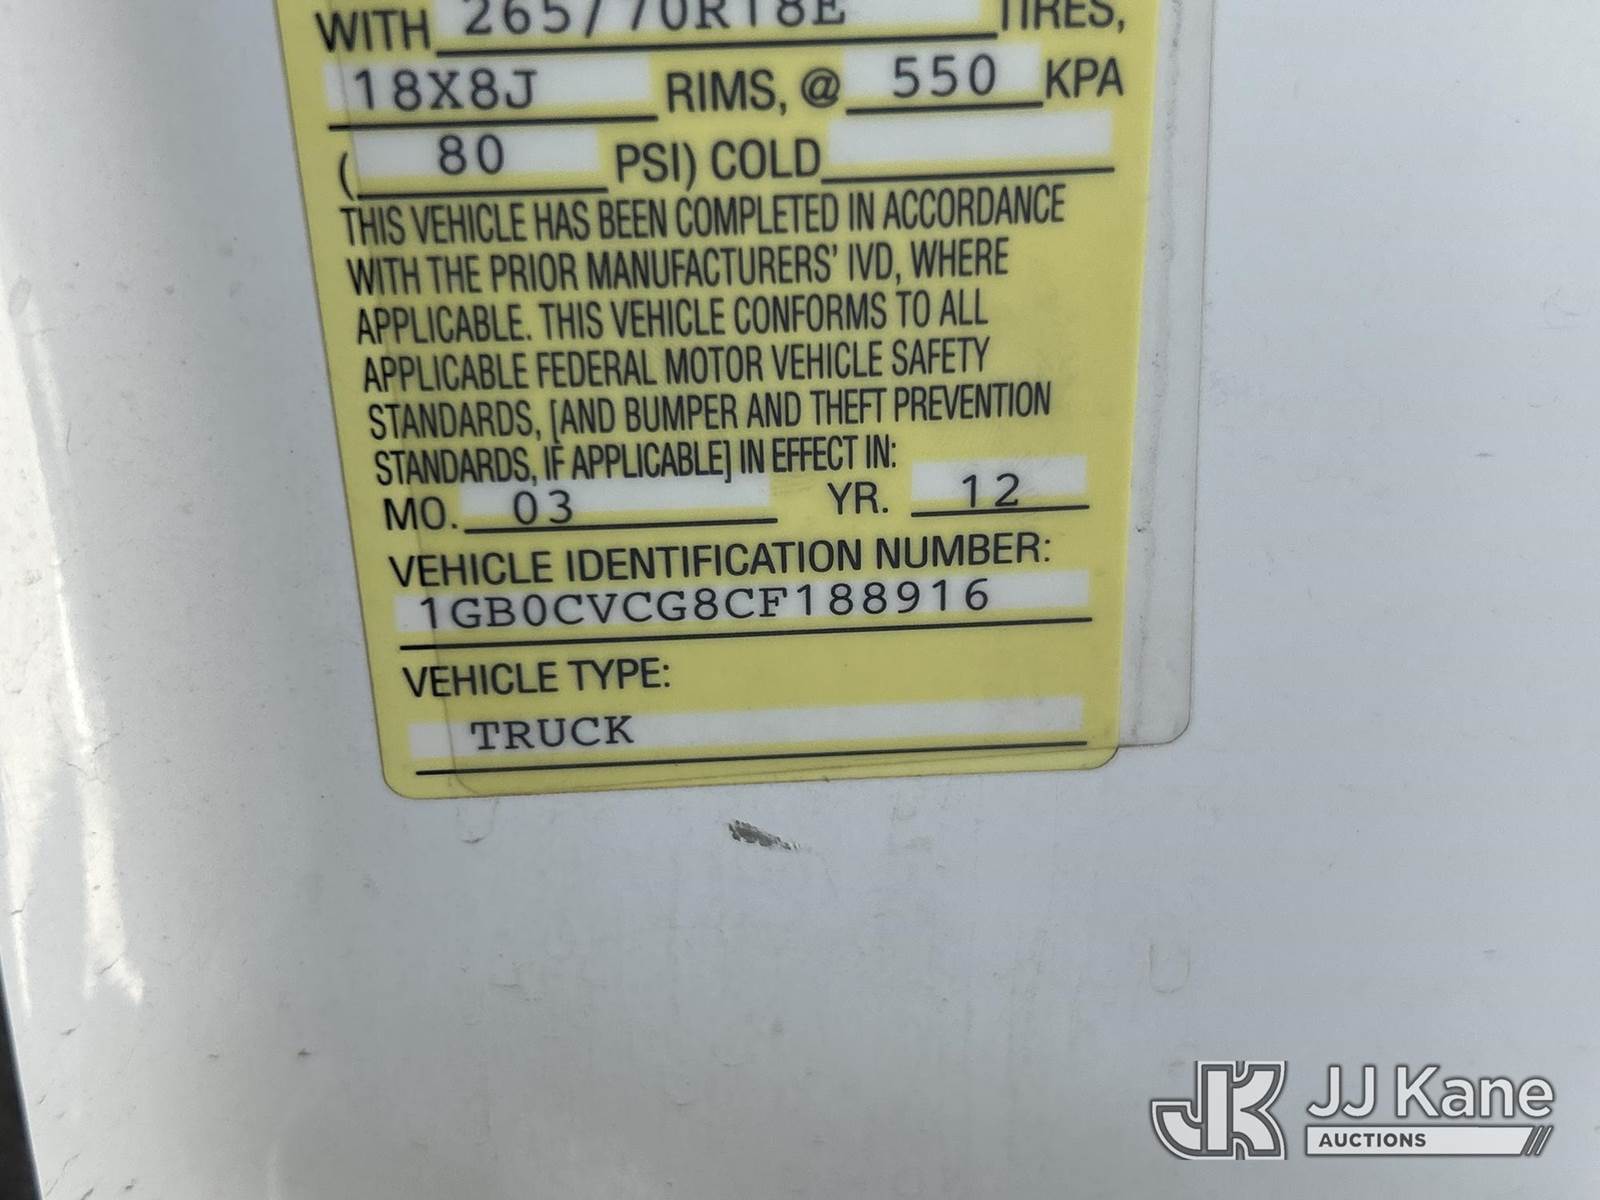 WITH 265/70R18E TIRES,
18X8J RIMS, @ 550 KPA
( 80 PSI) COLD
THIS VEHICLE HAS BEEN COMPLETED IN ACCORDANCE
WITH THE PRIOR MANUFACTURERS' IVD, WHERE
APPLICABLE. THIS VEHICLE CONFORMS TO ALL
APPLICABLE FEDERAL MOTOR VEHICLE SAFETY
STANDARDS, [AND BUMPER AND THEFT PREVENTION
STANDARDS, IF APPLICABLE] IN EFFECT IN:
MO. 03 YR. 12
VEHICLE IDENTIFICATION NUMBER:
1GB0CVCG8CF188916
VEHICLE TYPE:
TRUCK
JK JJ Kane
AUCTIONS